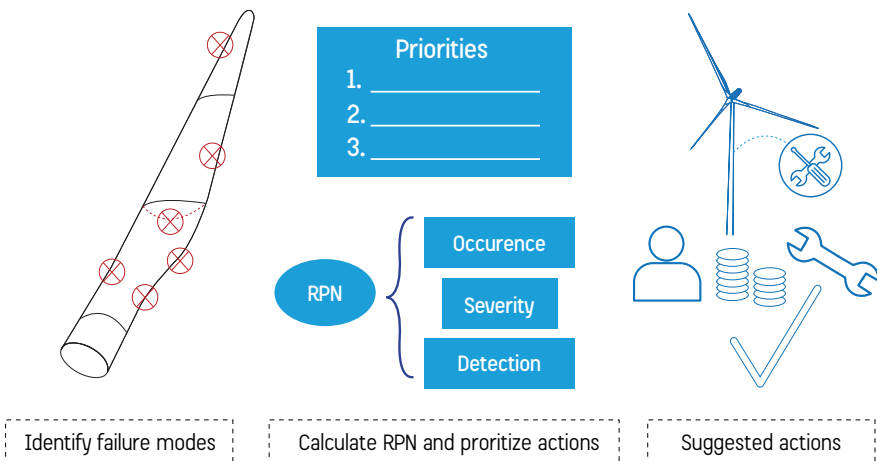 Priorities
1.
2.
3.
RPN
Occurence
Severity
Detection
Identify failure modes
Calculate RPN and proritize actions
Suggested actions